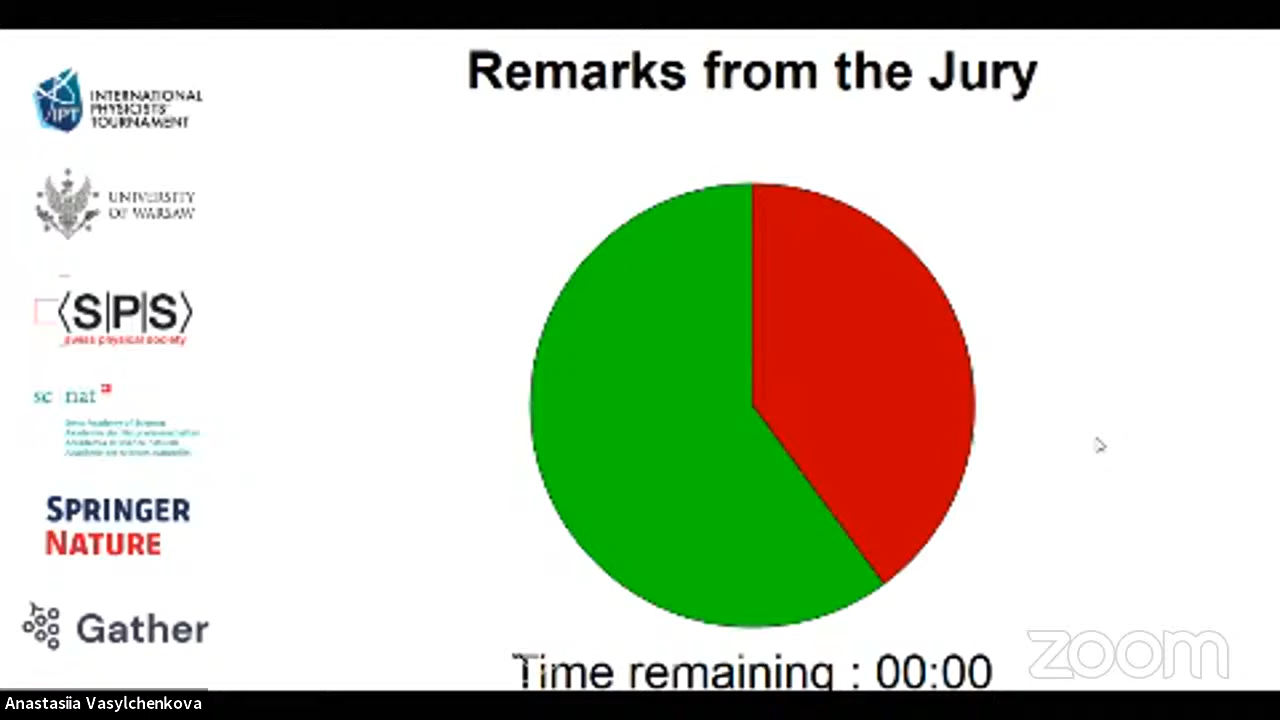 Remarks from the Jury
IPT
INTERNATIONAL
PHYSICISTS'
TOURNAMENT
UNIVERSITY
OF WARSAW
⟨S|P|S⟩
swiss physical society
sc nat
SPRINGER
NATURE
Gather
Time remaining : 00:00
zoom
Anastasiia Vasylchenkova